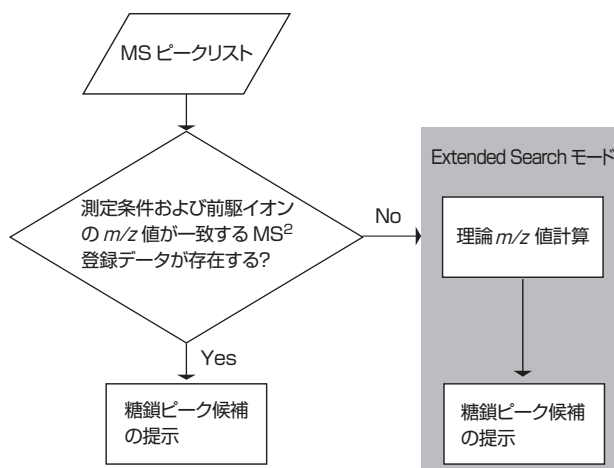 MS ピークリスト
Extended Search モード
測定条件および前駆イオン
の m/z 値が一致する MS²
登録データが存在する?
No
理論 m/z 値計算
Yes
糖鎖ピーク候補
の提示
糖鎖ピーク候補
の提示